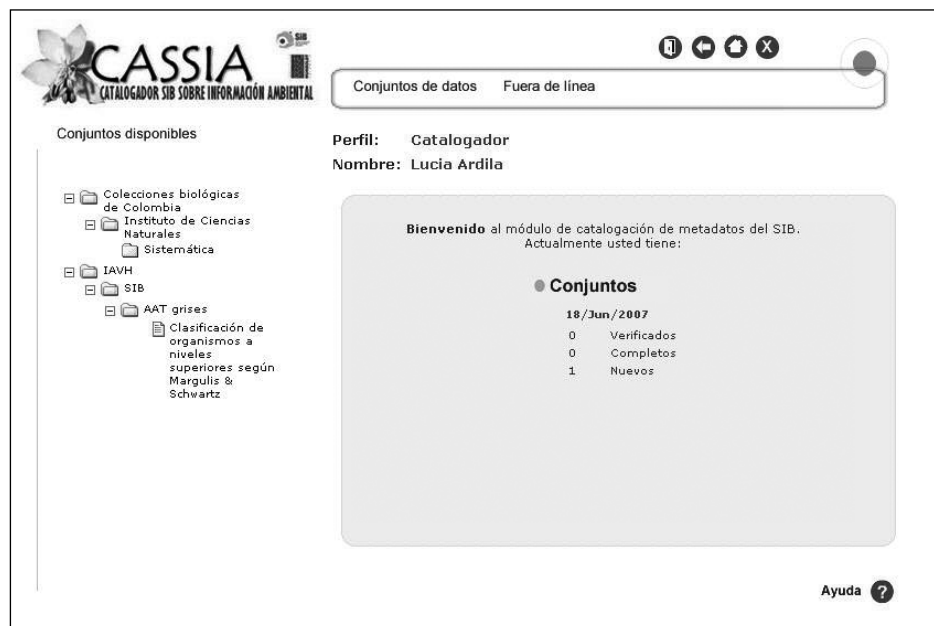 CASSIA
SIB
CATALOGADOR SIB SOBRE INFORMACIÓN AMBIENTAL
X
Conjuntos de datos Fuera de línea
Conjuntos disponibles
Perfil: Catalogador
Nombre: Lucia Ardila
Colecciones biológicas
de Colombia
Instituto de Ciencias
Naturales
Sistemática
IAVH
SIB
AAT grises
Clasificación de
organismos a
niveles
superiores según
Margulis &
Schwartz
Bienvenido al módulo de catalogación de metadatos del SIB.
Actualmente usted tiene:
Conjuntos
18/Jun/2007
0 Verificados
0 Completos
1 Nuevos
Ayuda ?